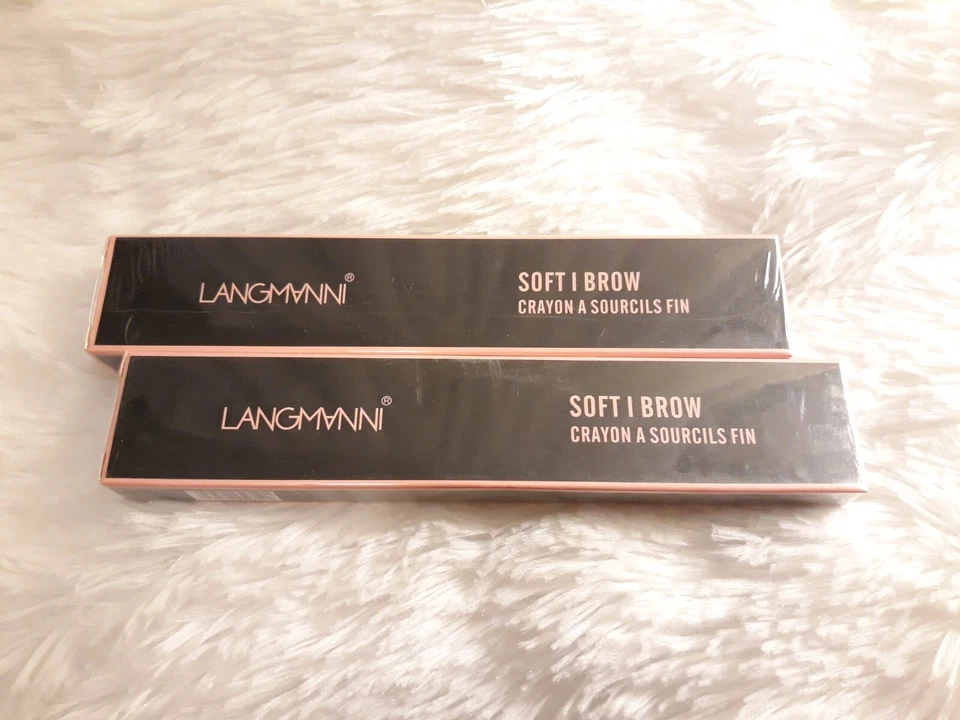 LANGMANNI®
SOFT I BROW
CRAYON A SOURCILS FIN
LANGMANNI®
SOFT I BROW
CRAYON A SOURCILS FIN